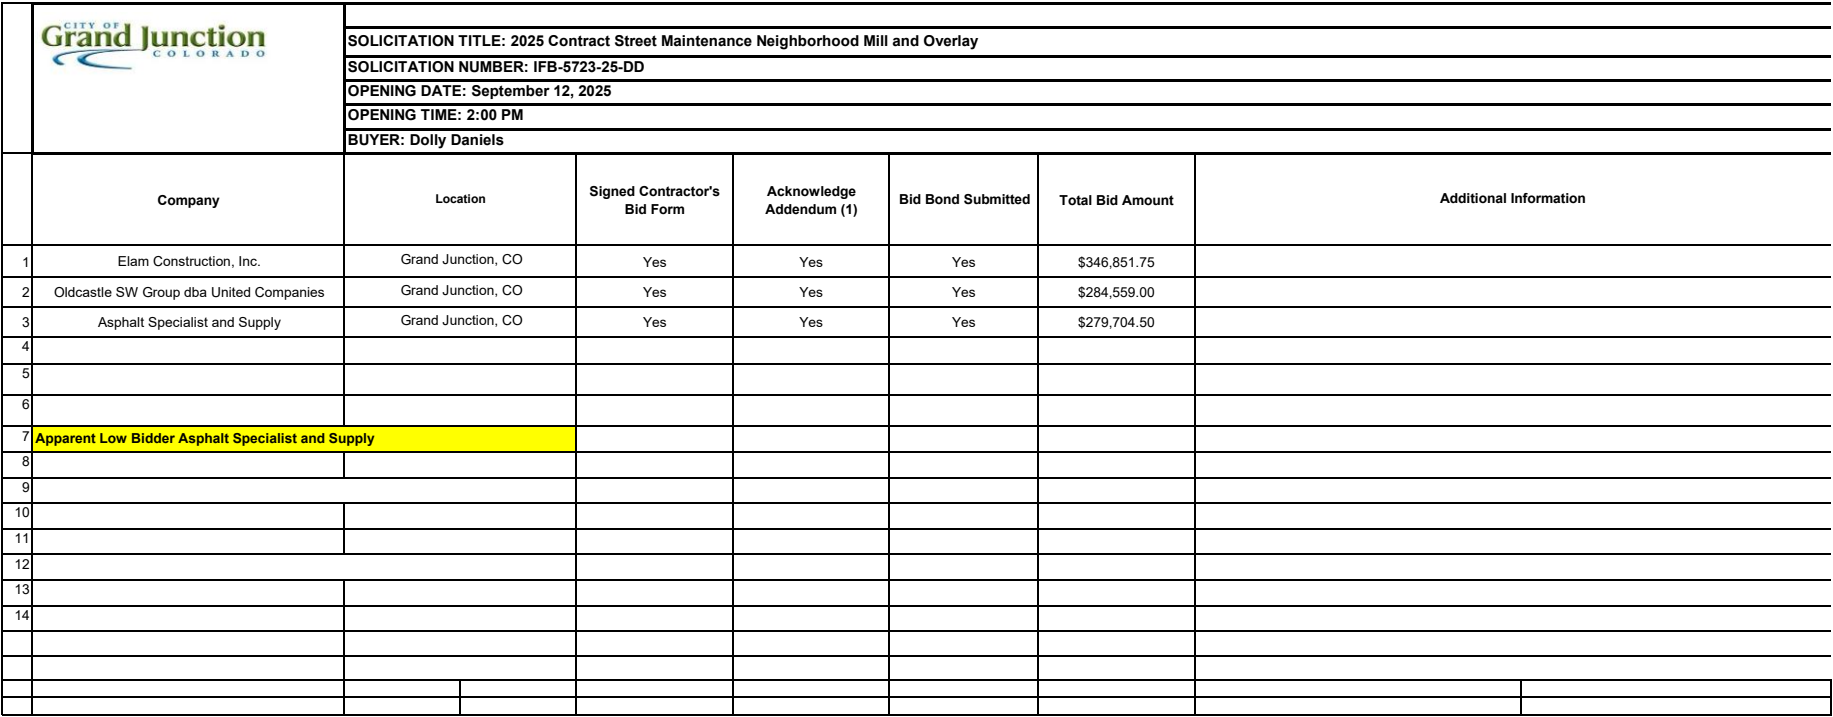 CITY OF
Grand Junction
COLORADO
SOLICITATION TITLE: 2025 Contract Street Maintenance Neighborhood Mill and Overlay
SOLICITATION NUMBER: IFB-5723-25-DD
OPENING DATE: September 12, 2025
OPENING TIME: 2:00 PM
BUYER: Dolly Daniels
Company Location Signed Contractor's Bid Form Acknowledge Addendum (1) Bid Bond Submitted Total Bid Amount Additional Information
1 Elam Construction, Inc. Grand Junction, CO Yes Yes Yes $346,851.75
2 Oldcastle SW Group dba United Companies Grand Junction, CO Yes Yes Yes $284,559.00
3 Asphalt Specialist and Supply Grand Junction, CO Yes Yes Yes $279,704.50
4
5
6
7 Apparent Low Bidder Asphalt Specialist and Supply
8
9
10
11
12
13
14